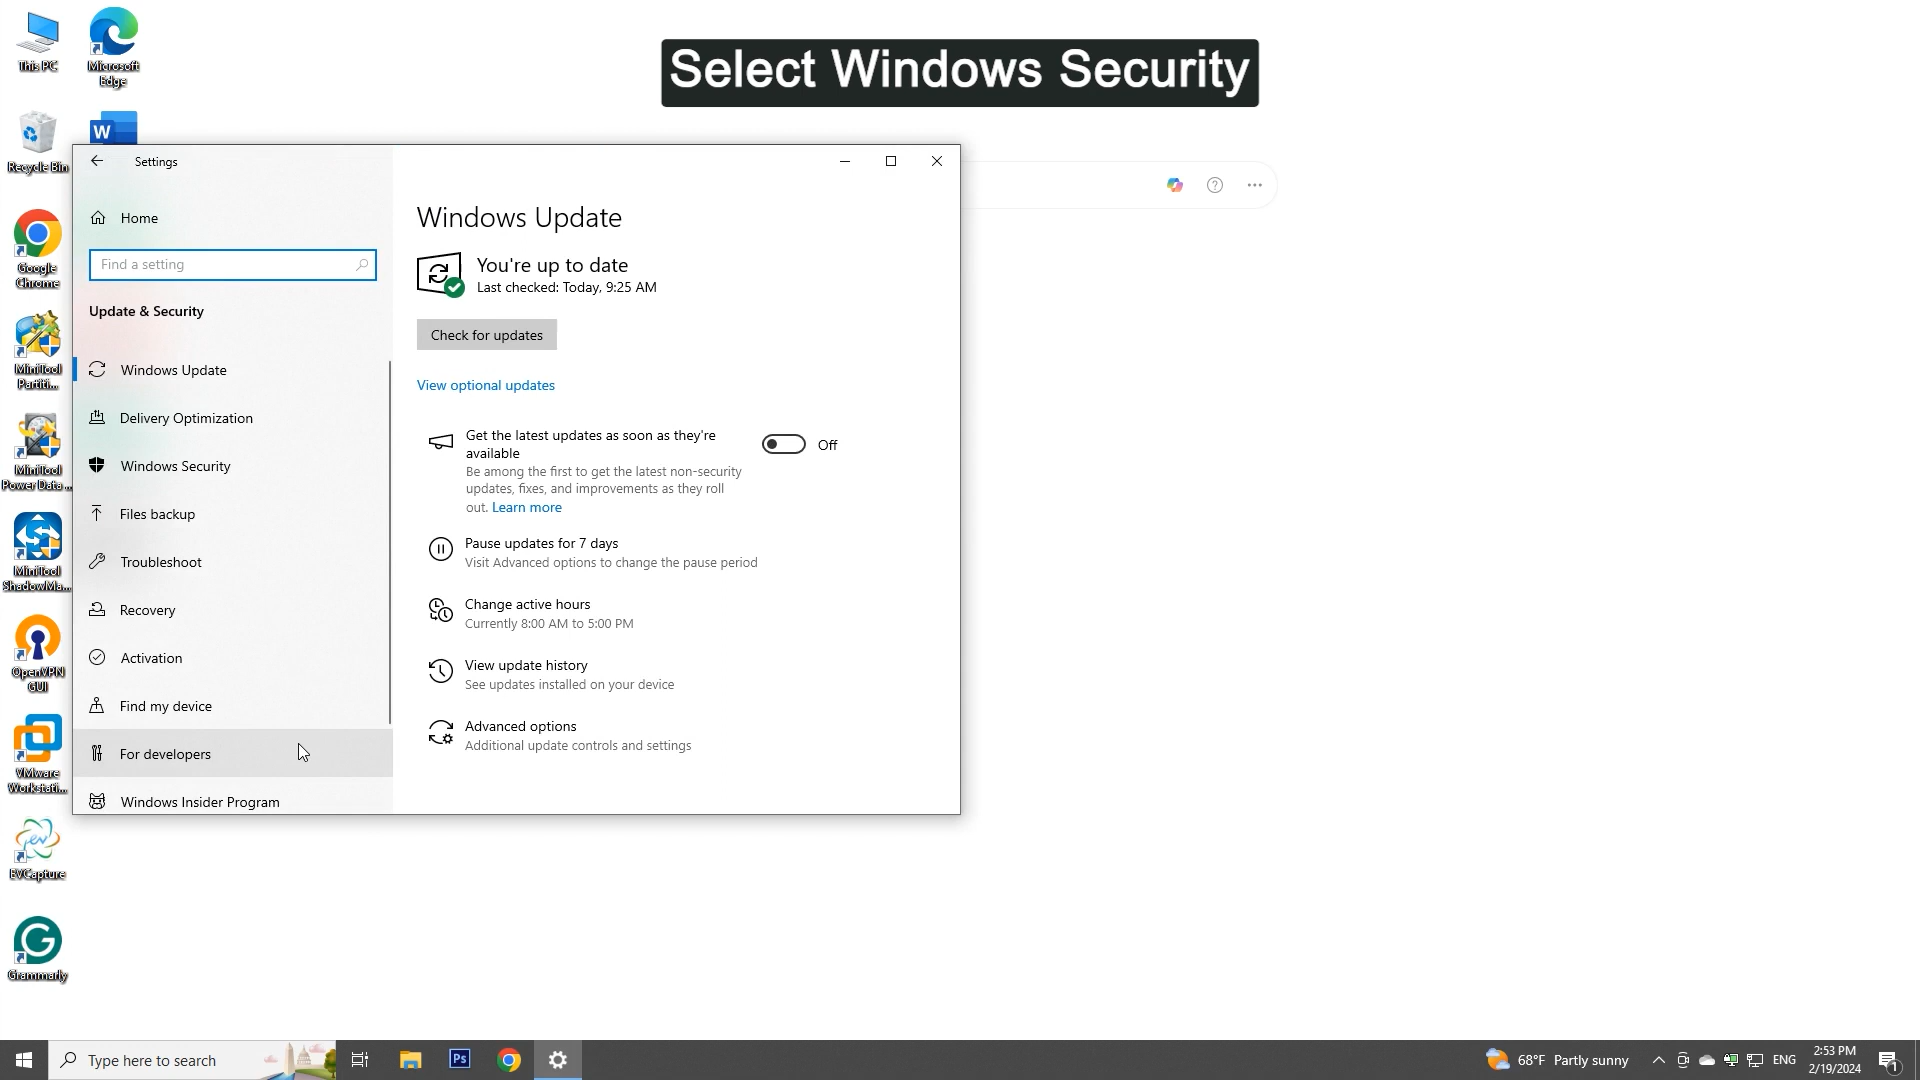 Select Windows Security
This PC
Microsoft
Edge
Recycle Bin
W
Google
Chrome
MiniTool
Partiti...
MiniTool
Power Data ...
MiniTool
ShadowMa...
OpenVPN
GUI
VMware
Workstati...
EVCapture
Grammarly
Settings
Home
Find a setting
Update & Security
Windows Update
Delivery Optimization
Windows Security
Files backup
Troubleshoot
Recovery
Activation
Find my device
For developers
Windows Insider Program
Windows Update
You're up to date
Last checked: Today, 9:25 AM
Check for updates
View optional updates
Get the latest updates as soon as they're
available
Off
Be among the first to get the latest non-security
updates, fixes, and improvements as they roll
out. Learn more
Pause updates for 7 days
Visit Advanced options to change the pause period
Change active hours
Currently 8:00 AM to 5:00 PM
View update history
See updates installed on your device
Advanced options
Additional update controls and settings
Type here to search
Ps
68°F Partly sunny
ENG
2:53 PM
2/19/2024
1